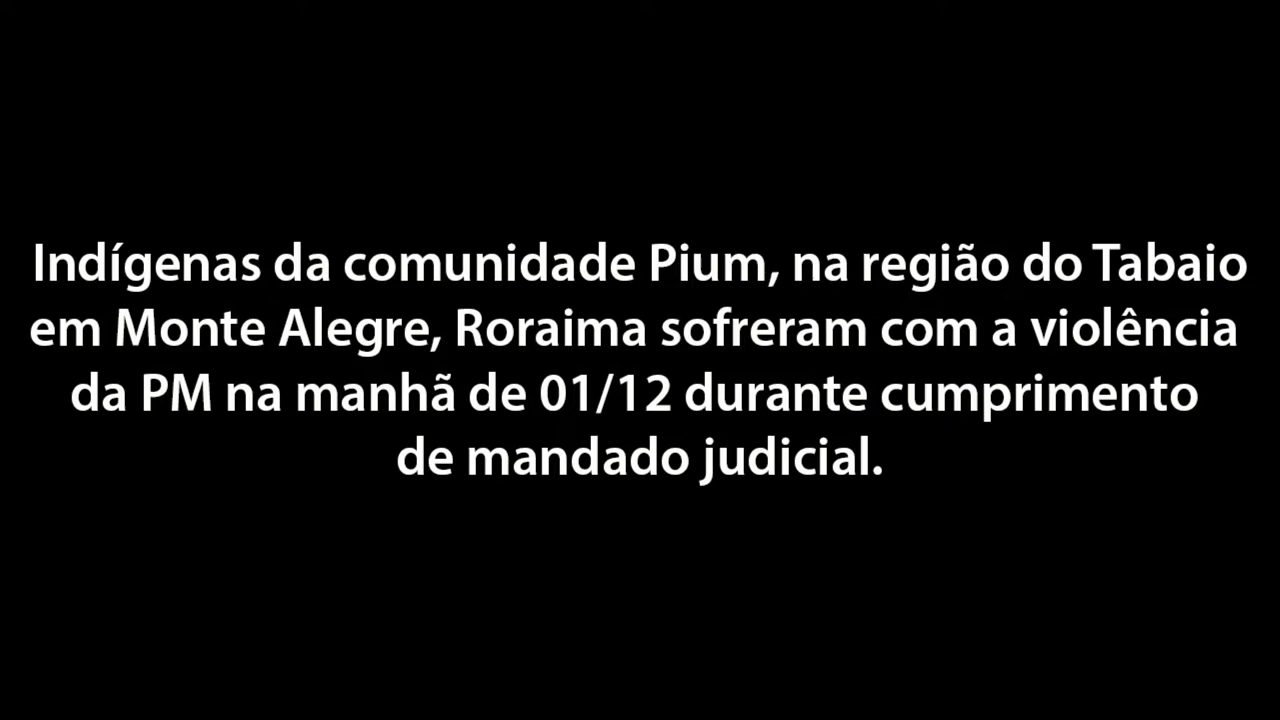 Indígenas da comunidade Pium, na região do Tabaio
em Monte Alegre, Roraima sofreram com a violência
da PM na manhã de 01/12 durante cumprimento
de mandado judicial.